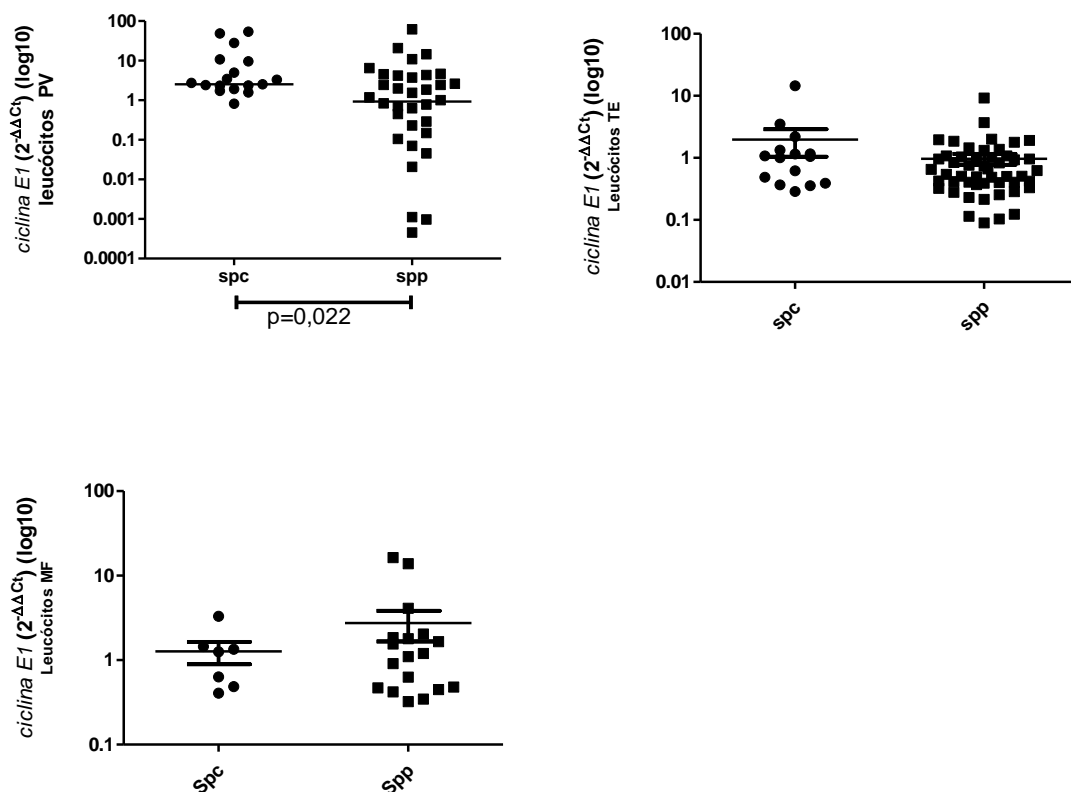 ciclina E1 (2-ΔΔCt) (log10)
leucócitos PV
100
10
1
0.1
0.01
0.001
0.0001
spc
spp
p=0,022
ciclina E1 (2-ΔΔCt) (log10)
Leucócitos TE
100
10
1
0.1
0.01
spc
spp
ciclina E1 (2-ΔΔCt) (log10)
Leucócitos MF
100
10
1
0.1
Spc
Spp